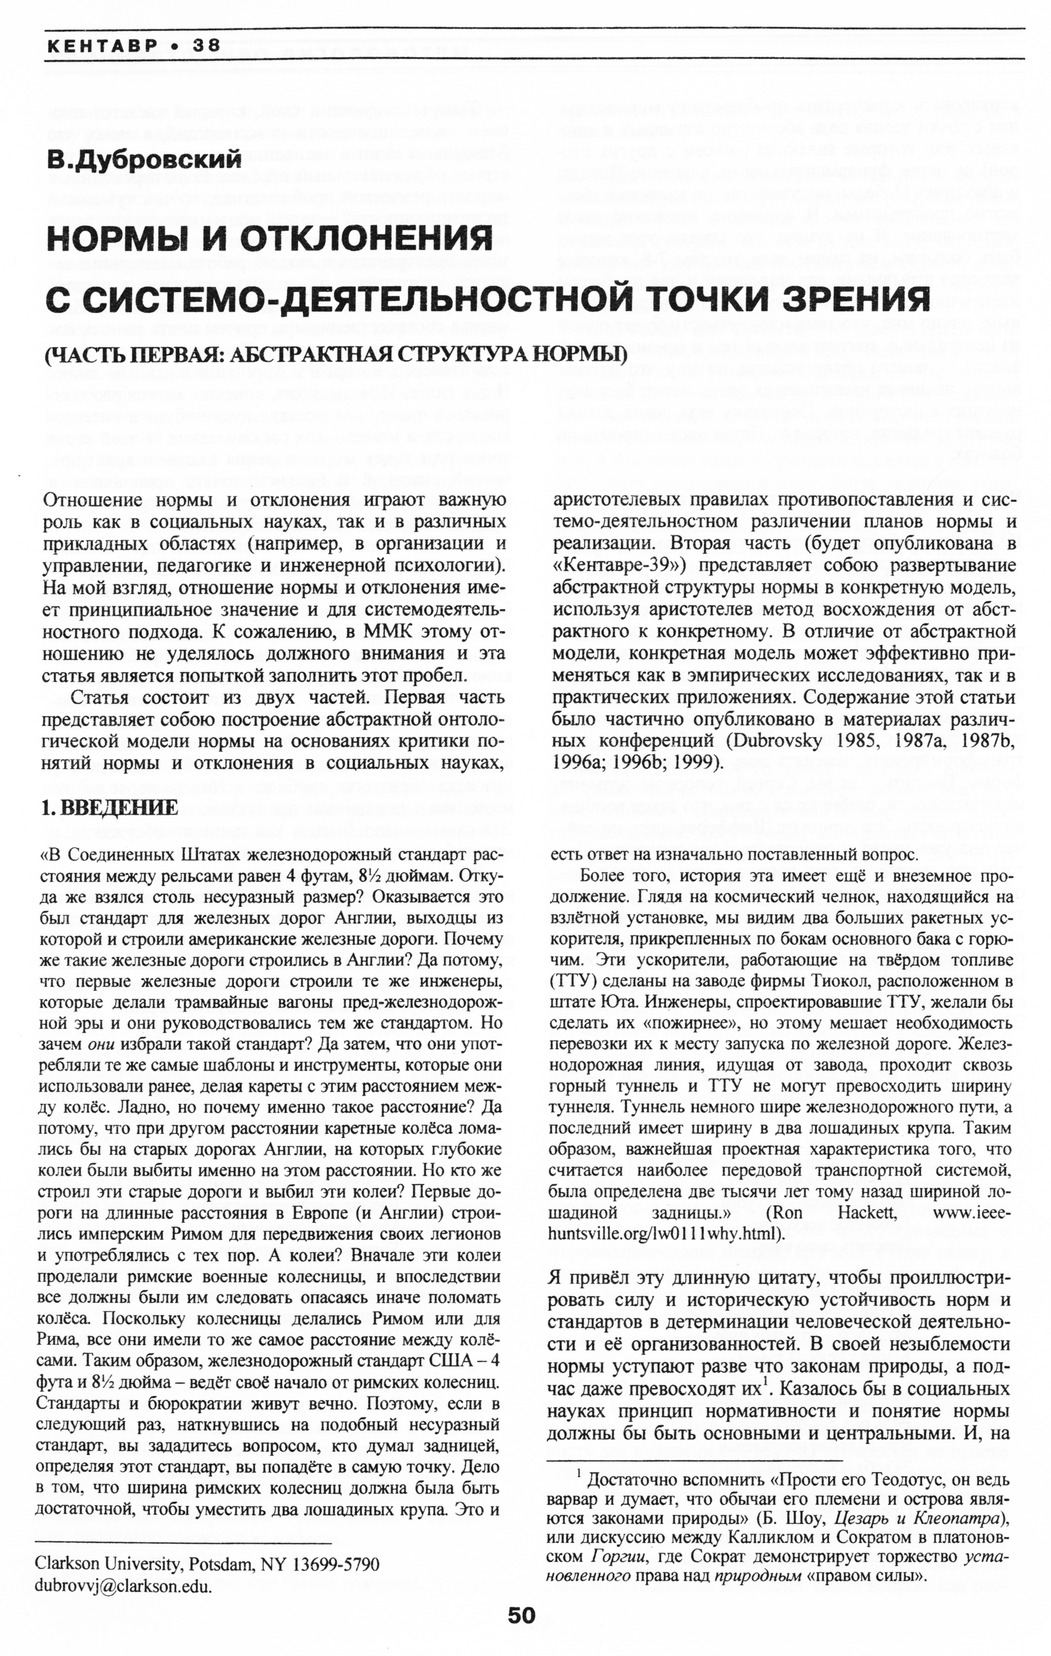 КЕНТАВР • 38
В.Дубровский
НОРМЫ И ОТКЛОНЕНИЯ
С СИСТЕМО-ДЕЯТЕЛЬНОСТНОЙ ТОЧКИ ЗРЕНИЯ
(ЧАСТЬ ПЕРВАЯ: АБСТРАКТНАЯ СТРУКТУРА НОРМЫ)
Отношение нормы и отклонения играют важную
роль как в социальных науках, так и в различных
прикладных областях (например, в организации и
управлении, педагогике и инженерной психологии).
На мой взгляд, отношение нормы и отклонения име-
ет принципиальное значение и для системодеятель-
ностного подхода. К сожалению, в ММК этому от-
ношению не уделялось должного внимания и эта
статья является попыткой заполнить этот пробел.
Статья состоит из двух частей. Первая часть
представляет собою построение абстрактной онтоло-
гической модели нормы на основаниях критики по-
нятий нормы и отклонения в социальных науках,
аристотелевых правилах противопоставления и сис-
темо-деятельностном различении планов нормы и
реализации. Вторая часть (будет опубликована в
«Кентавре-39») представляет собою развертывание
абстрактной структуры нормы в конкретную модель,
используя аристотелев метод восхождения от абст-
рактного к конкретному. В отличие от абстрактной
модели, конкретная модель может эффективно при-
меняться как в эмпирических исследованиях, так и в
практических приложениях. Содержание этой статьи
было частично опубликовано в материалах различ-
ных конференций (Dubrovsky 1985, 1987a, 1987b,
1996a; 1996b; 1999).
1. ВВЕДЕНИЕ
«В Соединенных Штатах железнодорожный стандарт рас-
стояния между рельсами равен 4 футам, 8½ дюймам. Отку-
да же взялся столь несуразный размер? Оказывается это
был стандарт для железных дорог Англии, выходцы из
которой и строили американские железные дороги. Почему
же такие железные дороги строились в Англии? Да потому,
что первые железные дороги строили те же инженеры,
которые делали трамвайные вагоны пред-железнодорож-
ной эры и они руководствовались тем же стандартом. Но
зачем они избрали такой стандарт? Да затем, что они упот-
ребляли те же самые шаблоны и инструменты, которые они
использовали ранее, делая кареты с этим расстоянием меж-
ду колёс. Ладно, но почему именно такое расстояние? Да
потому, что при другом расстоянии каретные колёса лома-
лись бы на старых дорогах Англии, на которых глубокие
колеи были выбиты именно на этом расстоянии. Но кто же
строил эти старые дороги и выбил эти колеи? Первые до-
роги на длинные расстояния в Европе (и Англии) строи-
лись имперским Римом для передвижения своих легионов
и употреблялись с тех пор. А колеи? Вначале эти колеи
проделали римские военные колесницы, и впоследствии
все должны были им следовать опасаясь иначе поломать
колёса. Поскольку колесницы делались Римом или для
Рима, все они имели то же самое расстояние между колё-
сами. Таким образом, железнодорожный стандарт США – 4
фута и 8½ дюйма – ведёт своё начало от римских колесниц.
Стандарты и бюрократии живут вечно. Поэтому, если в
следующий раз, наткнувшись на подобный несуразный
стандарт, вы зададитесь вопросом, кто думал задницей,
определяя этот стандарт, вы попадёте в самую точку. Дело
в том, что ширина римских колесниц должна была быть
достаточной, чтобы уместить два лошадиных крупа. Это и
есть ответ на изначально поставленный вопрос.
Более того, история эта имеет ещё и внеземное про-
должение. Глядя на космический челнок, находящийся на
взлётной установке, мы видим два больших ракетных ус-
корителя, прикрепленных по бокам основного бака с горю-
чим. Эти ускорители, работающие на твёрдом топливе
(ТТУ) сделаны на заводе фирмы Тиокол, расположенном в
штате Юта. Инженеры, спроектировавшие ТТУ, желали бы
сделать их «пожирнее», но этому мешает необходимость
перевозки их к месту запуска по железной дороге. Желез-
нодорожная линия, идущая от завода, проходит сквозь
горный туннель и ТТУ не могут превосходить ширину
туннеля. Туннель немного шире железнодорожного пути, а
последний имеет ширину в два лошадиных крупа. Таким
образом, важнейшая проектная характеристика того, что
считается наиболее передовой транспортной системой,
была определена две тысячи лет тому назад шириной ло-
шадиной задницы.» (Ron Hackett, www.ieee-
huntsville.org/lw0111why.html).
Я привёл эту длинную цитату, чтобы проиллюстри-
ровать силу и историческую устойчивость норм и
стандартов в детерминации человеческой деятельно-
сти и её организованностей. В своей незыблемости
нормы уступают разве что законам природы, а под-
час даже превосходят их¹. Казалось бы в социальных
науках принцип нормативности и понятие нормы
должны бы быть основными и центральными. И, на
¹ Достаточно вспомнить «Прости его Теодотус, он ведь
варвар и думает, что обычаи его племени и острова явля-
ются законами природы» (Б. Шоу, Цезарь и Клеопатра),
или дискуссию между Калликлом и Сократом в платонов-
ском Горгии, где Сократ демонстрирует торжество уста-
новленного права над природным «правом силы».
Clarkson University, Potsdam, NY 13699-5790
dubrovvj@clarkson.edu.
50